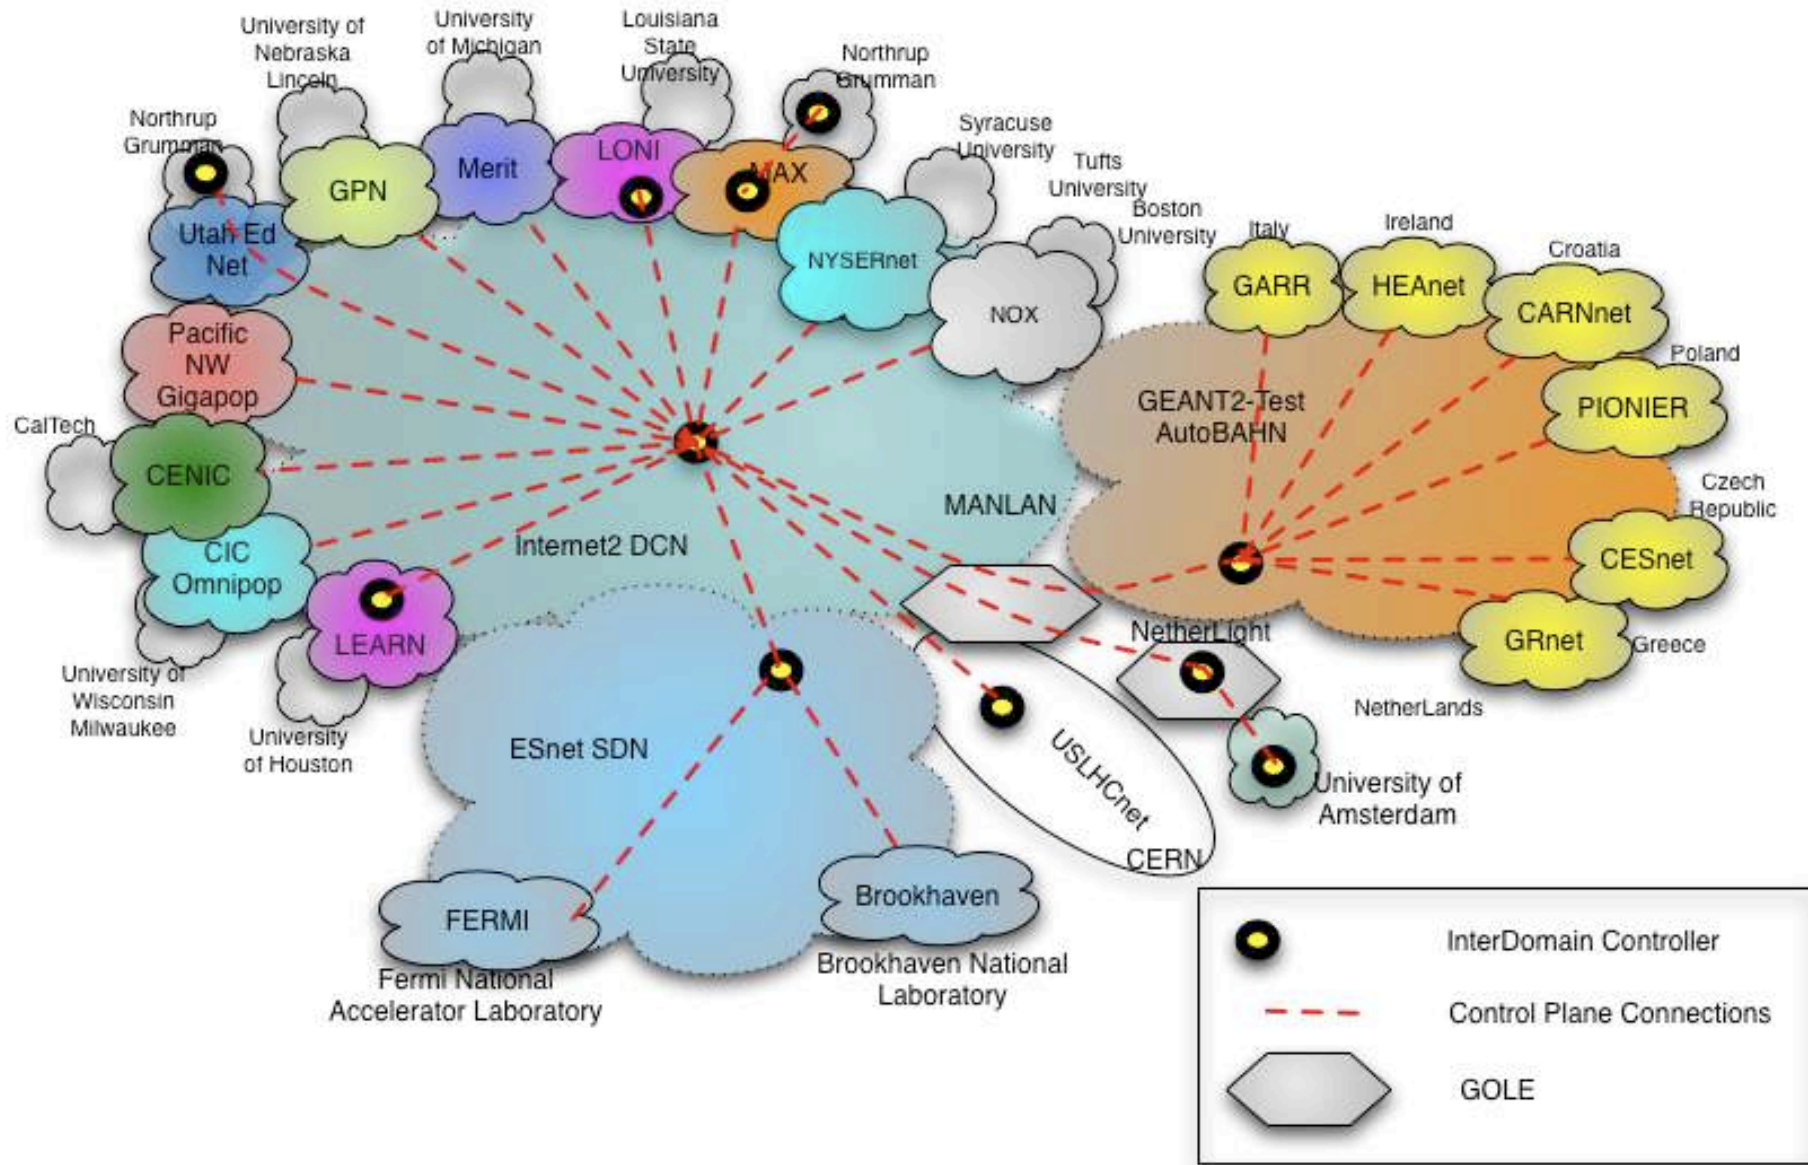 University of
Nebraska
Lincoln
University
of Michigan
Louisiana
State
University
Northrup
Grumman
Northrup
Grumman
Syracuse
University
Tufts
University
Boston
University
Merit
LONI
MAX
GPN
Utah Ed
Net
NYSERnet
NOX
Italy
Ireland
Croatia
GARR
HEAnet
CARNnet
Pacific
NW
Gigapop
Poland
PIONIER
GEANT2-Test
AutoBAHN
CalTech
CENIC
MANLAN
Czech
Republic
CIC
Omnipop
Internet2 DCN
CESnet
LEARN
NetherLight
GRnet
Greece
University of
Wisconsin
Milwaukee
University
of Houston
NetherLands
ESnet SDN
USLHCnet
CERN
University of
Amsterdam
FERMI
Brookhaven
Fermi National
Accelerator Laboratory
Brookhaven National
Laboratory
InterDomain Controller
Control Plane Connections
GOLE